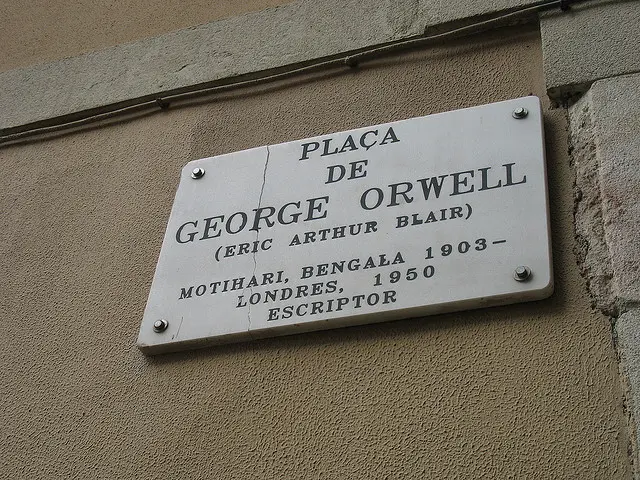 PLAÇA
DE
GEORGE ORWELL
(ERIC ARTHUR BLAIR)
MOTIHARI, BENGALA 1903–
LONDRES, 1950
ESCRIPTOR